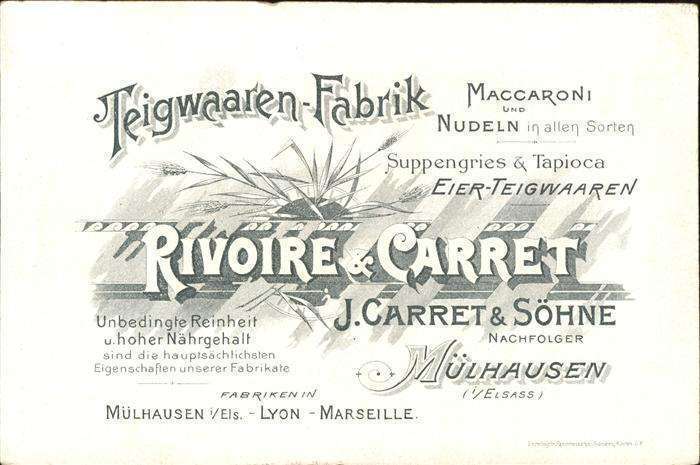 Teigwaaren-Fabrik
MACCARONI
UND
NUDELN in allen Sorten
Suppengries & Tapioca
EIER-TEIGWAAREN
RIVOIRE & CARRET
J. CARRET & SÖHNE
NACHFOLGER
MÜLHAUSEN
(i/ELSASS)
Unbedingte Reinheit
u. hoher Nährgehalt
sind die hauptsächlichsten
Eigenschaften unserer Fabrikate
FABRIKEN IN
MÜLHAUSEN i/Els. - LYON - MARSEILLE.